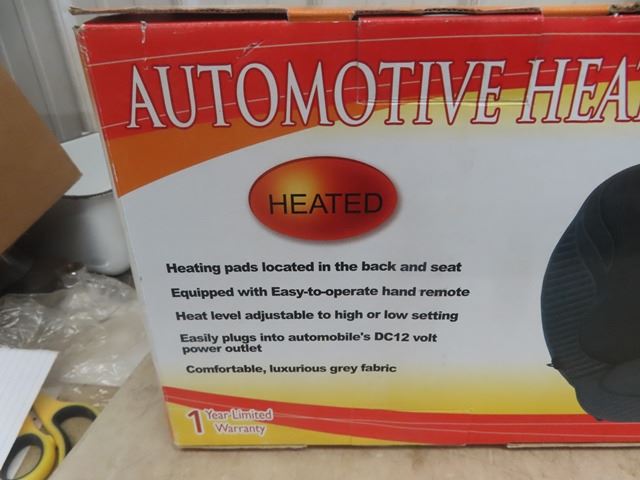 AUTOMOTIVE HEA
HEATED
Heating pads located in the back and seat
Equipped with Easy-to-operate hand remote
Heat level adjustable to high or low setting
Easily plugs into automobile's DC12 volt
power outlet
Comfortable, luxurious grey fabric
1 Year Limited
Warranty